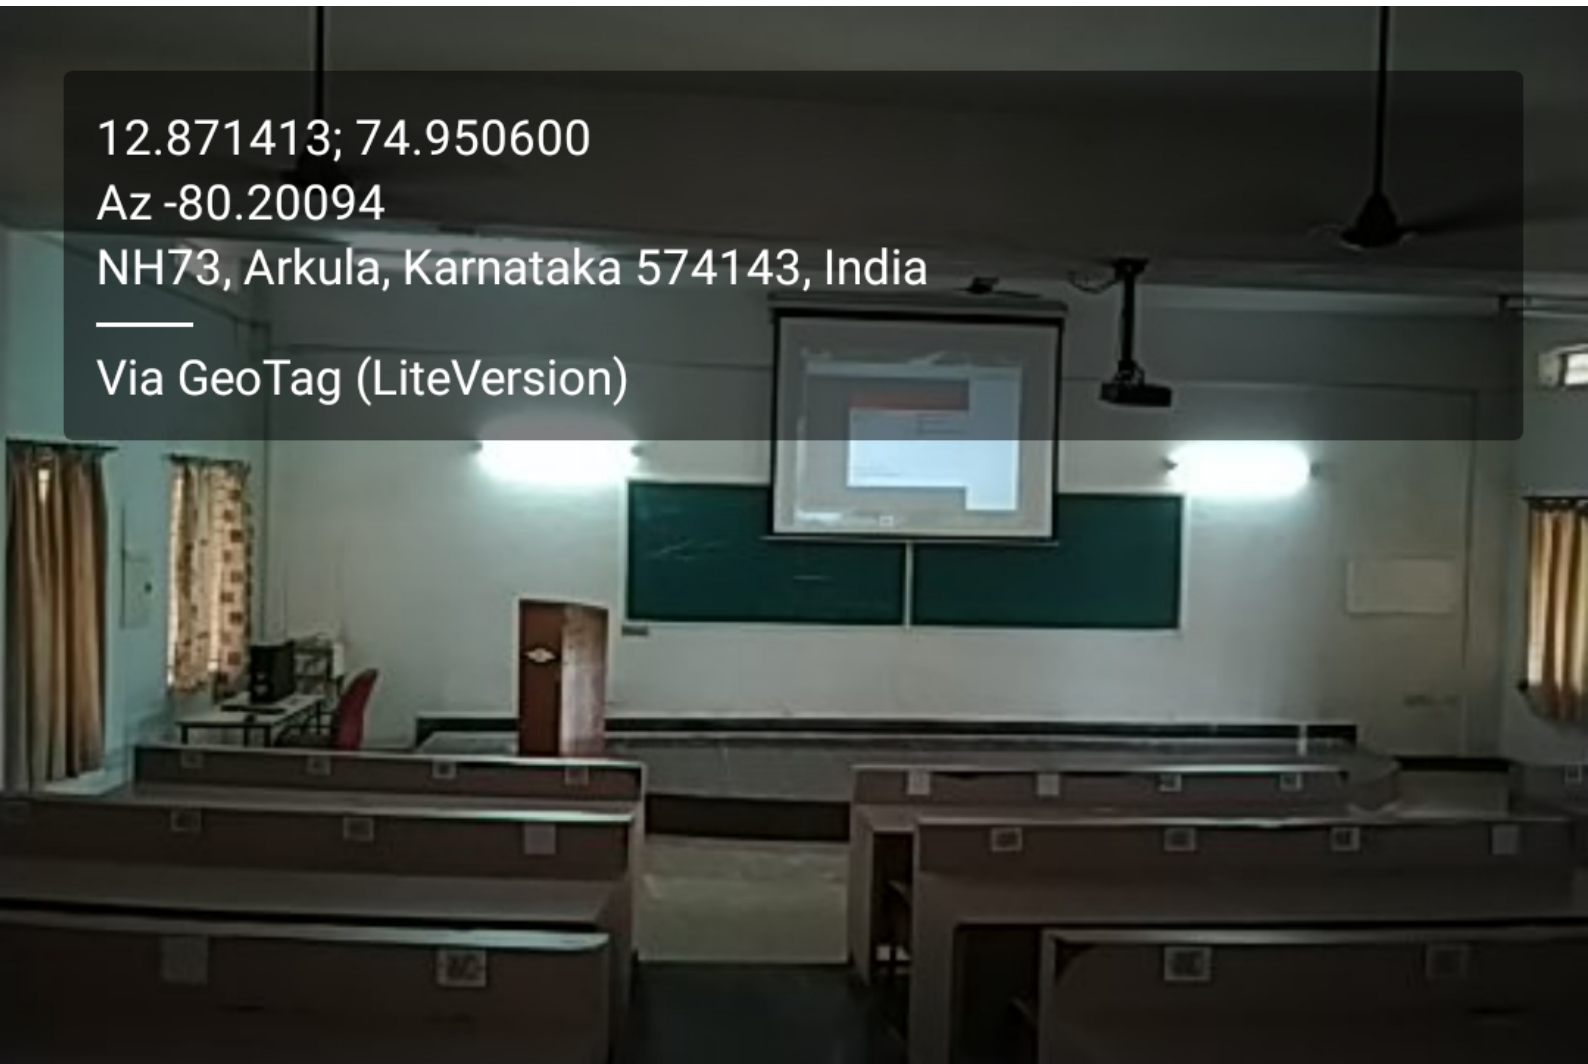 12.871413; 74.950600
Az -80.20094
NH73, Arkula, Karnataka 574143, India
Via GeoTag (LiteVersion)